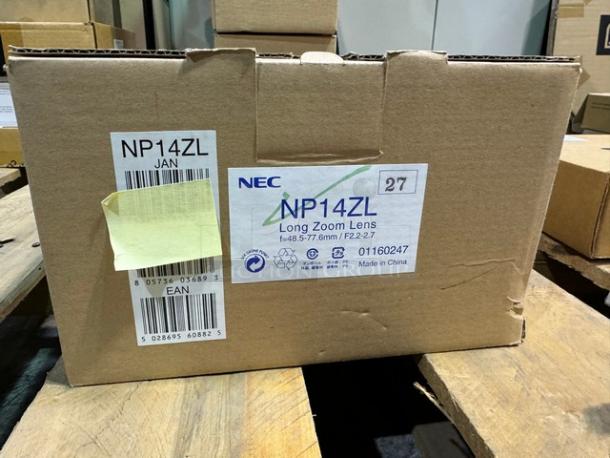 NP14ZL
JAN
8 05736 03689 3
EAN
5 028695 60882 5
NEC
27
NP14ZL
Long Zoom Lens
f=48.5-77.6mm / F2.2-2.7
01160247
Made in China